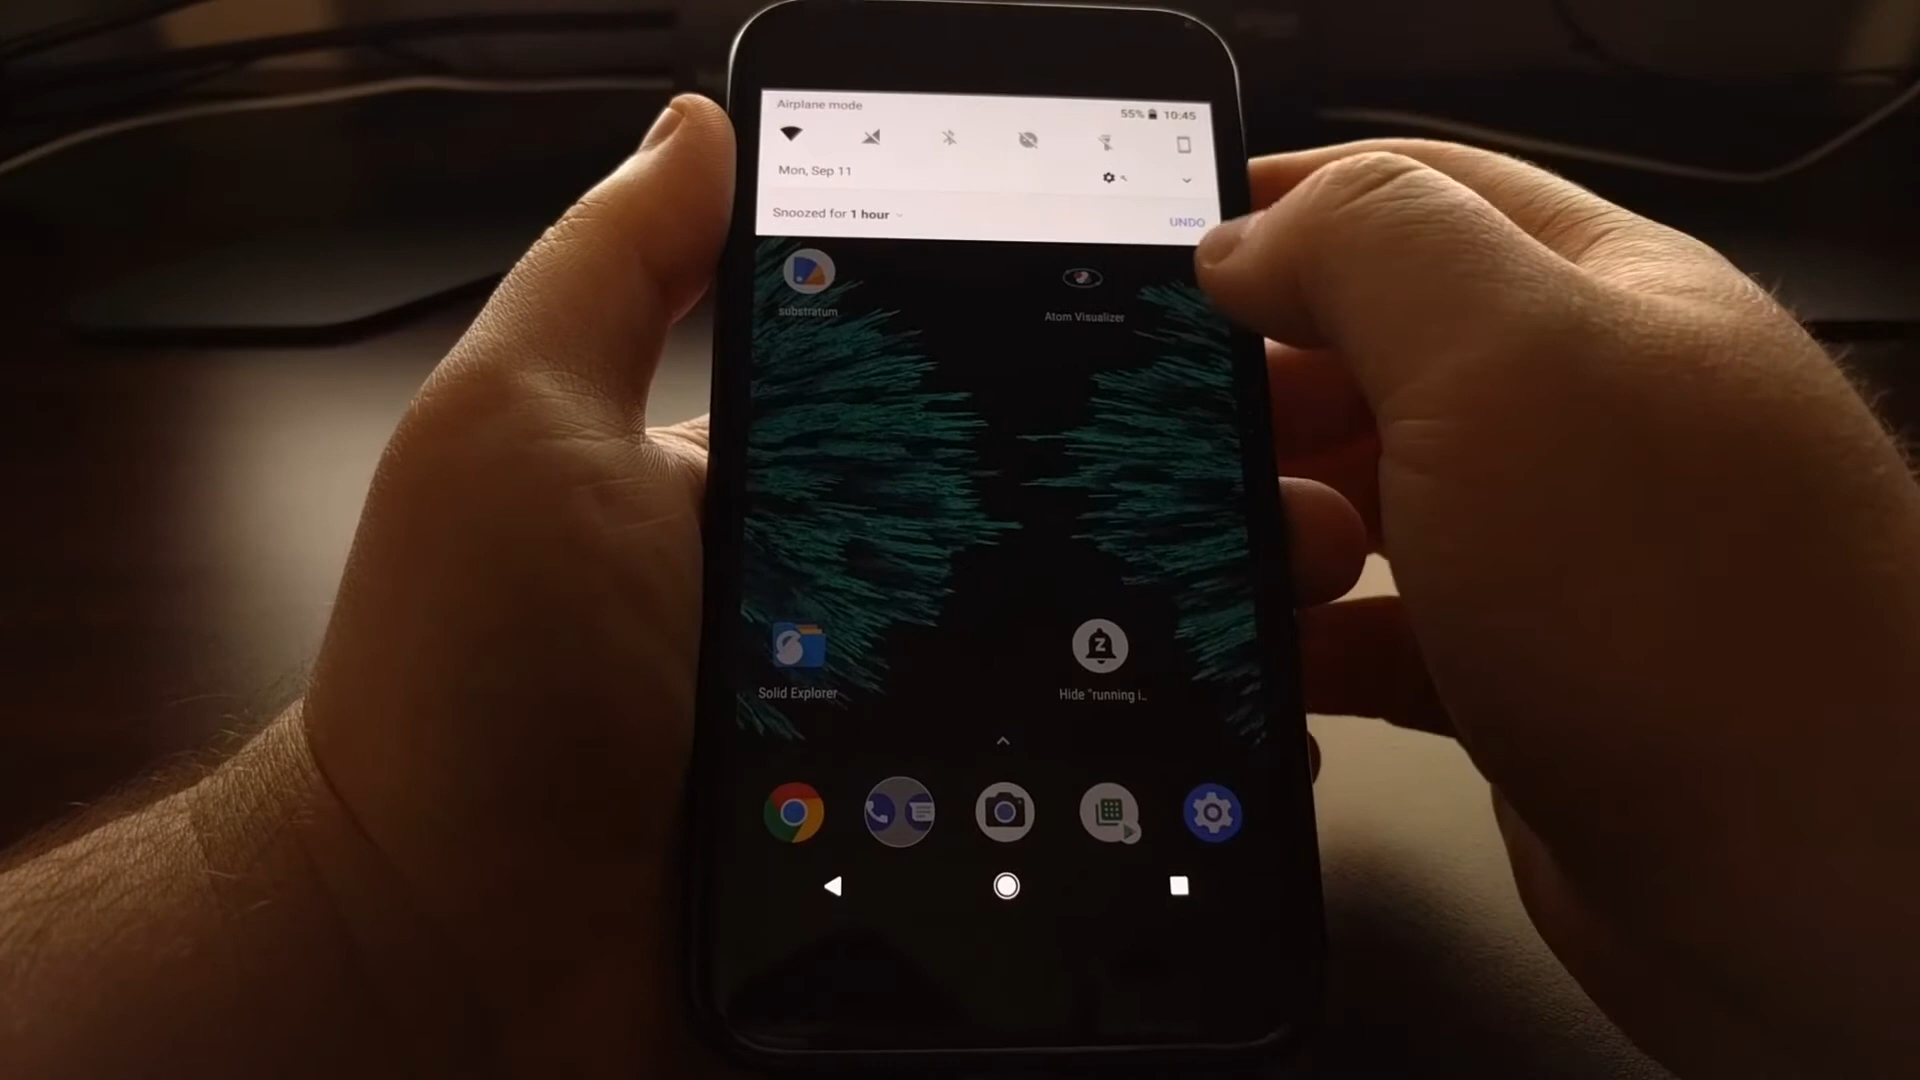 Airplane mode
55% 10:45
Mon, Sep 11
Snoozed for 1 hour
UNDO
substratum
Atom Visualizer
Z
Solid Explorer
Hide "running i...